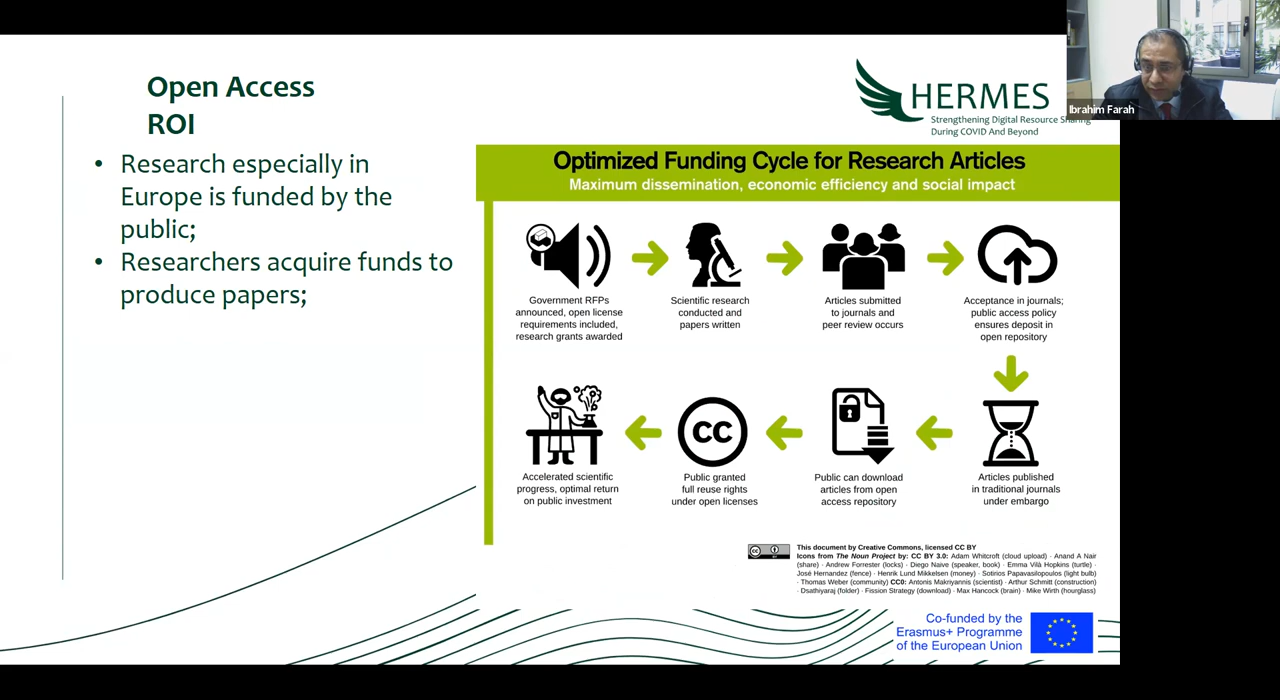 Open Access
ROI
• Research especially in
Europe is funded by the
public;
• Researchers acquire funds to
produce papers;
HERMES
Strengthening Digital Resource Sharing
During COVID And Beyond
Ibrahim Farah
Optimized Funding Cycle for Research Articles
Maximum dissemination, economic efficiency and social impact
Government RFPs
announced, open license
requirements included,
research grants awarded
Scientific research
conducted and
papers written
Articles submitted
to journals and
peer review occurs
Acceptance in journals;
public access policy
ensures deposit in
open repository
Accelerated scientific
progress, optimal return
on public investment
CC
Public granted
full reuse rights
under open licenses
Public can download
articles from open
access repository
Articles published
in traditional journals
under embargo
CC
BY
This document by Creative Commons, licensed CC BY
Icons from The Noun Project by: CC BY 3.0: Adam Whitcroft (cloud upload) · Anand A Nair
(share) · Andrew Forrester (locks) · Diego Naive (speaker, book) · Emma Vilà Hopkins (turtle) ·
José Hernandez (fence) · Henrik Lund Mikkelsen (money) · Sotirios Papavasilopoulos (light bulb)
· Thomas Weber (community) CC0: Antonis Makriyannis (scientist) · Arthur Schmitt (construction)
· Dsathiyaraj (folder) · Fission Strategy (download) · Max Hancock (brain) · Mike Wirth (hourglass)
Co-funded by the
Erasmus+ Programme
of the European Union